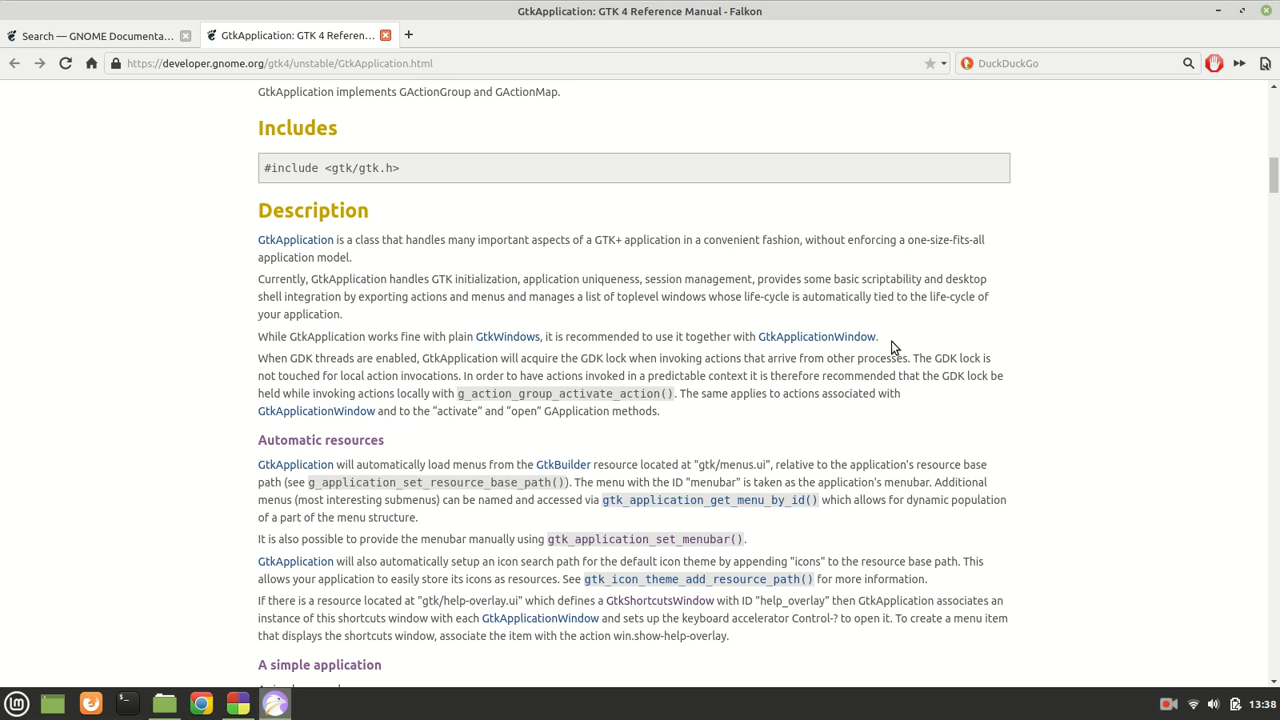 GtkApplication: GTK 4 Reference Manual - Falkon
Search — GNOME Documenta…
GtkApplication: GTK 4 Referen…
https://developer.gnome.org/gtk4/unstable/GtkApplication.html
DuckDuckGo
GtkApplication implements GActionGroup and GActionMap.
Includes
#include <gtk/gtk.h>
Description
GtkApplication is a class that handles many important aspects of a GTK+ application in a convenient fashion, without enforcing a one-size-fits-all
application model.
Currently, GtkApplication handles GTK initialization, application uniqueness, session management, provides some basic scriptability and desktop
shell integration by exporting actions and menus and manages a list of toplevel windows whose life-cycle is automatically tied to the life-cycle of
your application.
While GtkApplication works fine with plain GtkWindows, it is recommended to use it together with GtkApplicationWindow.
When GDK threads are enabled, GtkApplication will acquire the GDK lock when invoking actions that arrive from other processes. The GDK lock is
not touched for local action invocations. In order to have actions invoked in a predictable context it is therefore recommended that the GDK lock be
held while invoking actions locally with g_action_group_activate_action(). The same applies to actions associated with
GtkApplicationWindow and to the “activate” and “open” GApplication methods.
Automatic resources
GtkApplication will automatically load menus from the GtkBuilder resource located at "gtk/menus.ui", relative to the application's resource base
path (see g_application_set_resource_base_path()). The menu with the ID "menubar" is taken as the application's menubar. Additional
menus (most interesting submenus) can be named and accessed via gtk_application_get_menu_by_id() which allows for dynamic population
of a part of the menu structure.
It is also possible to provide the menubar manually using gtk_application_set_menubar().
GtkApplication will also automatically setup an icon search path for the default icon theme by appending "icons" to the resource base path. This
allows your application to easily store its icons as resources. See gtk_icon_theme_add_resource_path() for more information.
If there is a resource located at "gtk/help-overlay.ui" which defines a GtkShortcutsWindow with ID "help_overlay" then GtkApplication associates an
instance of this shortcuts window with each GtkApplicationWindow and sets up the keyboard accelerator Control-? to open it. To create a menu item
that displays the shortcuts window, associate the item with the action win.show-help-overlay.
A simple application
13:38